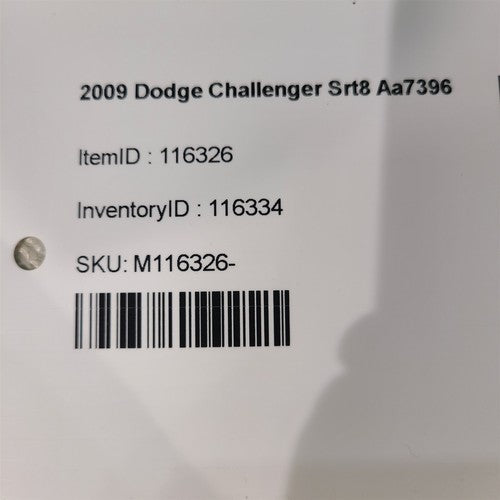 2009 Dodge Challenger Srt8 Aa7396
ItemID : 116326
InventoryID : 116334
SKU: M116326-